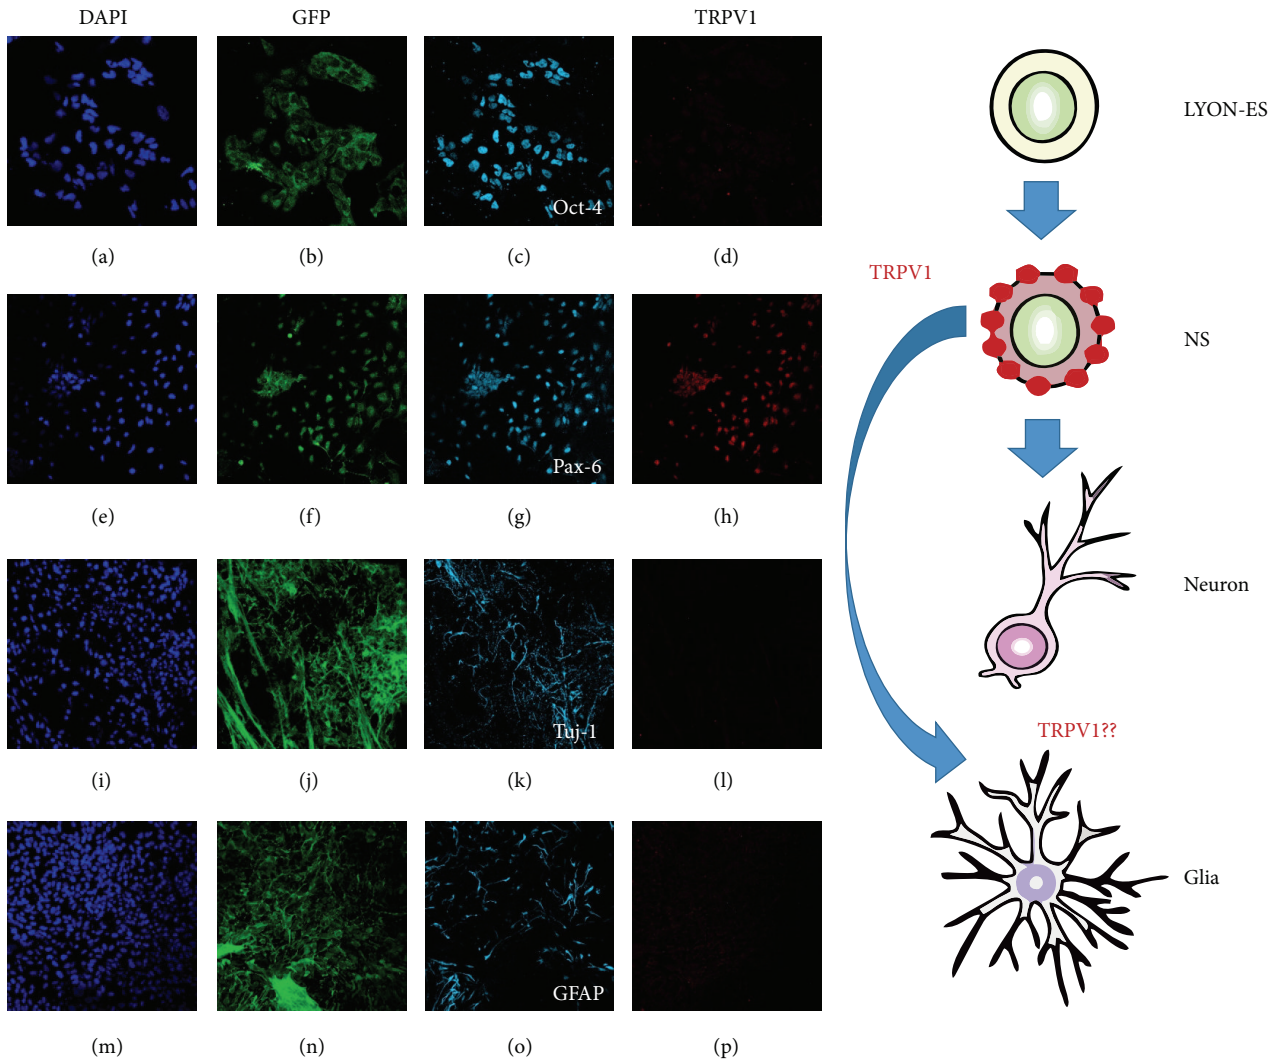 DAPI GFP TRPV1
Oct-4
LYON-ES
(a) (b) (c) (d)
TRPV1
NS
Pax-6
(e) (f) (g) (h)
Neuron
Tuj-1
TRPV1??
(i) (j) (k) (l)
Glia
GFAP
(m) (n) (o) (p)